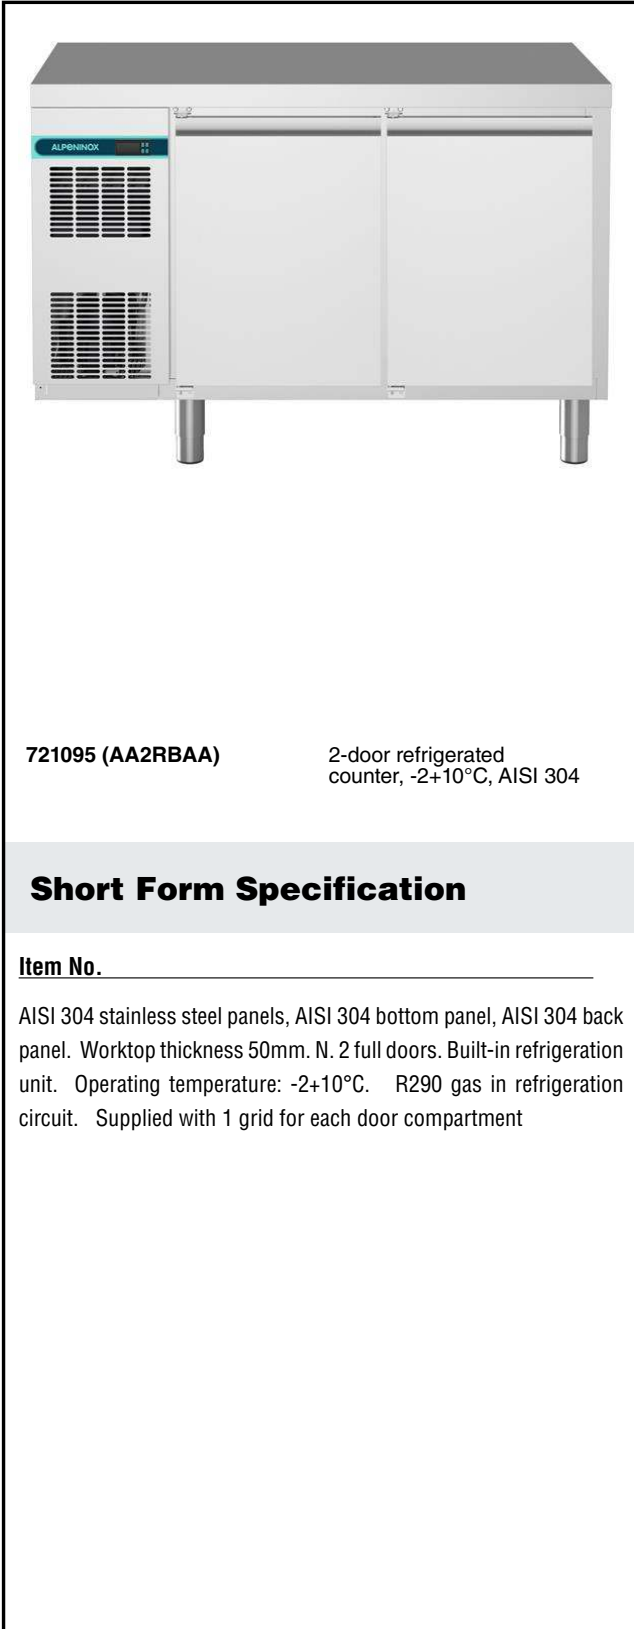 ALPENINOX
721095 (AA2RBAA)
2-door refrigerated
counter, -2+10°C, AISI 304
Short Form Specification
Item No.
AISI 304 stainless steel panels, AISI 304 bottom panel, AISI 304 back
panel. Worktop thickness 50mm. N. 2 full doors. Built-in refrigeration
unit. Operating temperature: -2+10°C. R290 gas in refrigeration
circuit. Supplied with 1 grid for each door compartment